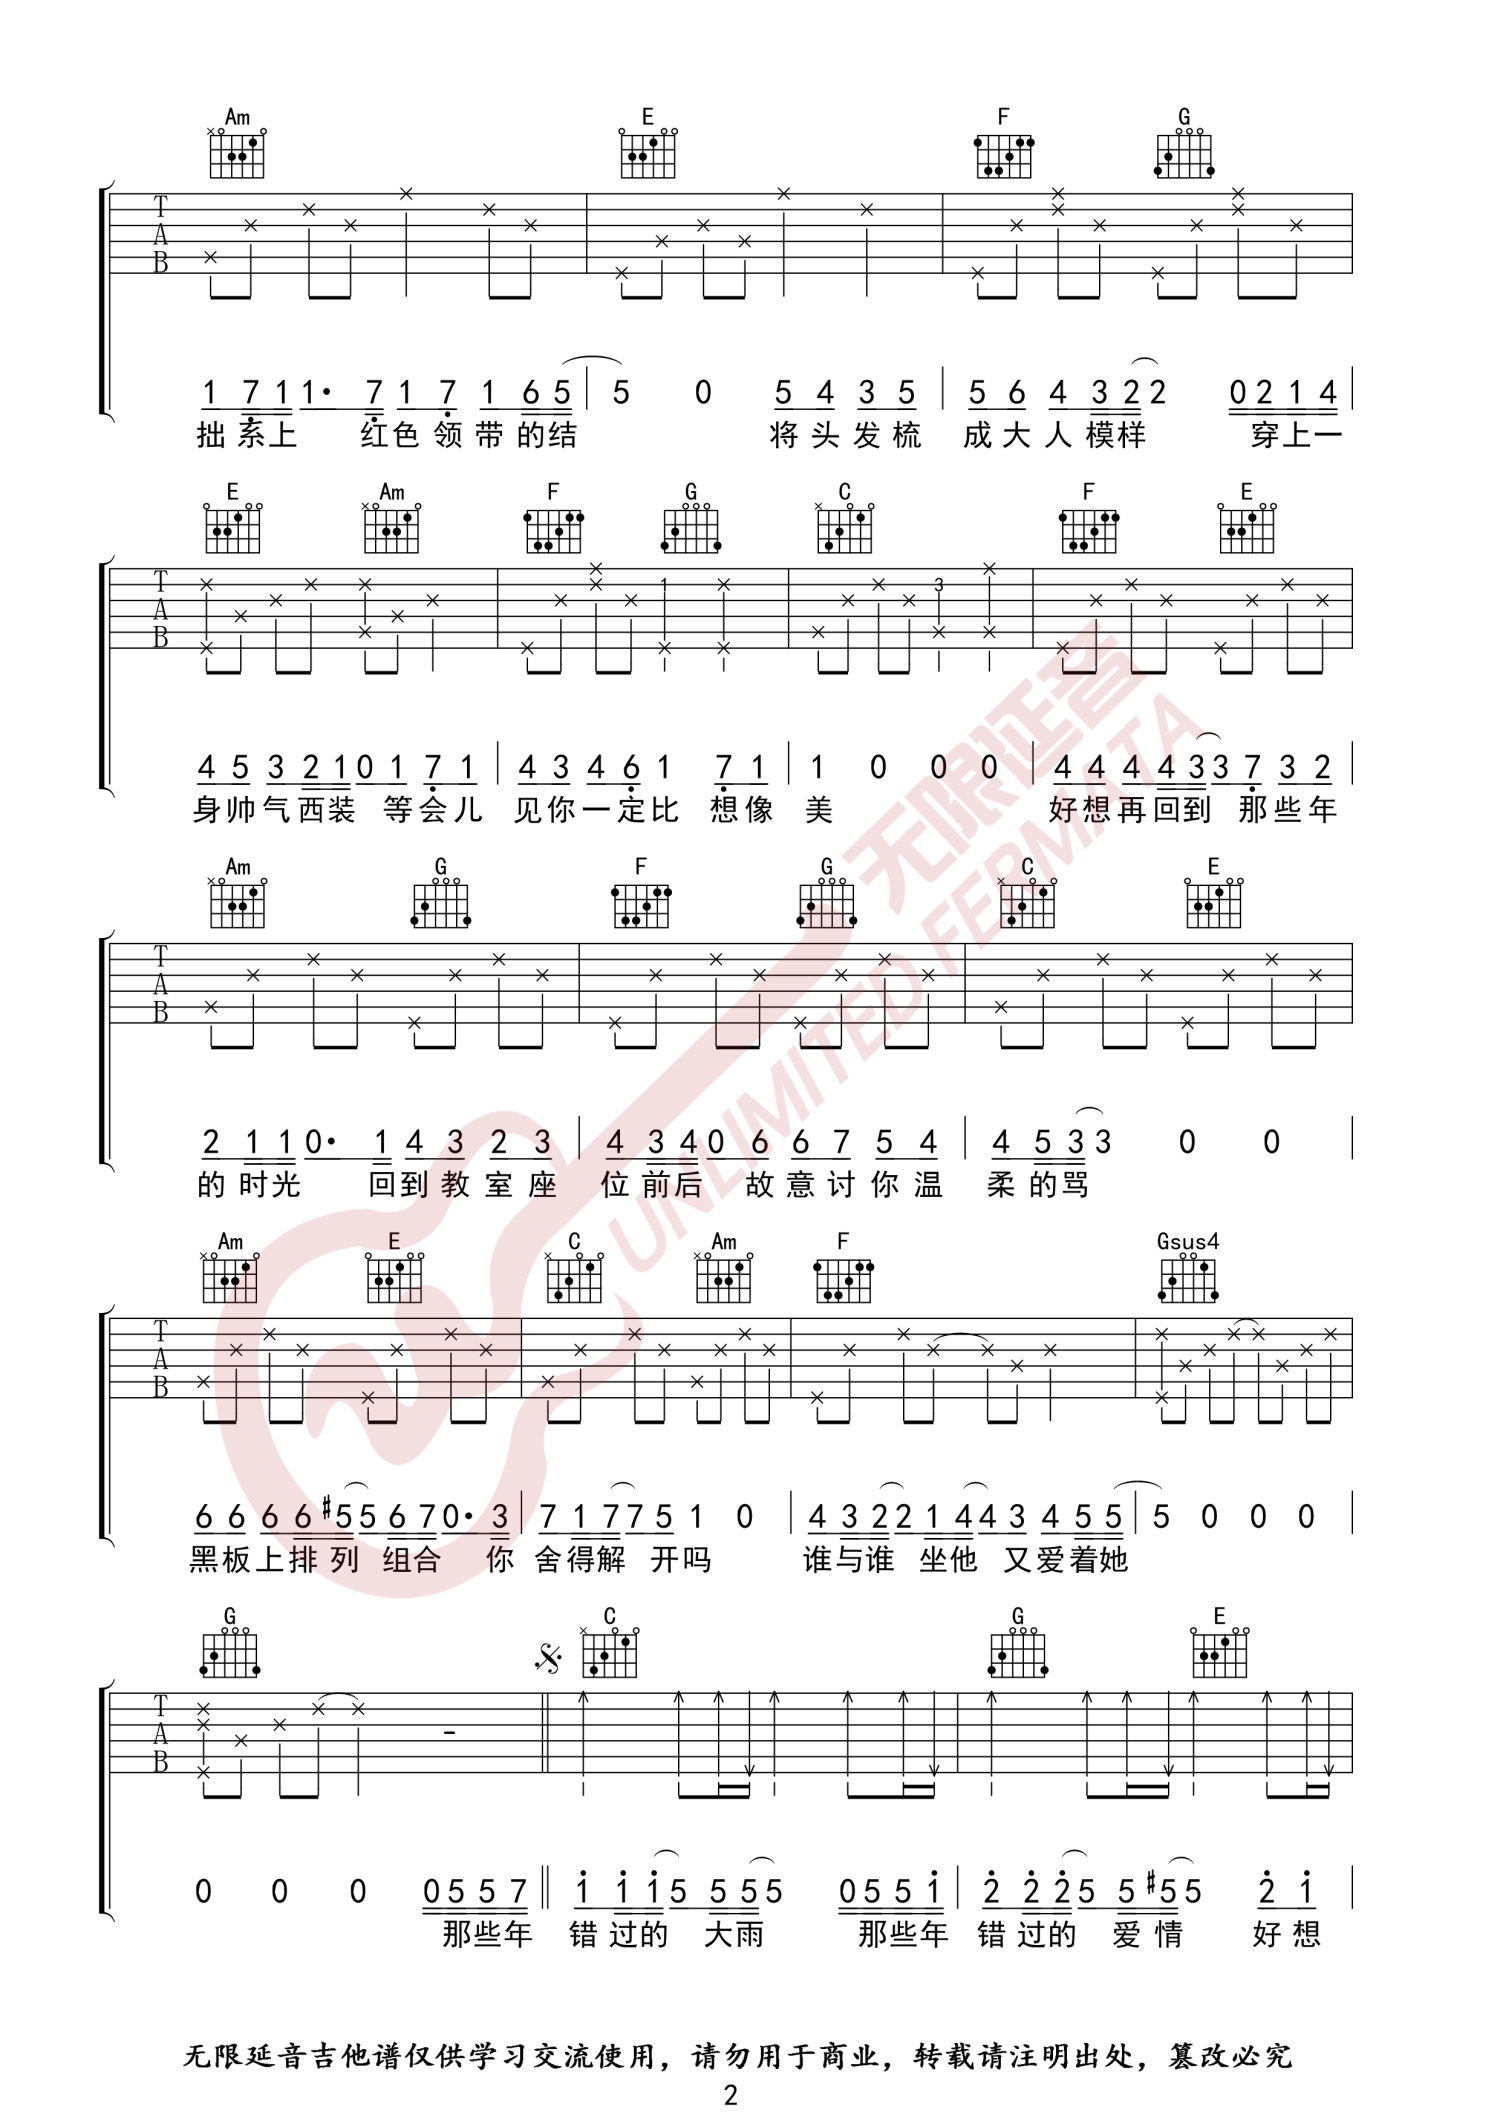 Am E F G
T
A
B
1 7 1 1· 7 1 7 1 6 5 | 5 0 5 4 3 5 | 5 6 4 3 2 2 0 2 1 4 |
拙系上 红色领带的结 将头发梳 成大人模样 穿上一
E Am F G C F E
T
A
B
1 3
4 5 3 2 1 0 1 7 1 | 4 3 4 6 1 7 1 | 1 0 0 0 | 4 4 4 4 3 3 7 3 2 |
身帅气西装 等会儿 见你一定比 想像 美 好想再回到 那些年
Am G F G C E
T
A
B
2 1 1 0· 1 4 3 2 3 | 4 3 4 0 6 6 7 5 4 | 4 5 3 3 0 0 |
的时光 回到教室座 位前后 故意讨你温 柔的骂
Am E C Am F Gsus4
T
A
B
6 6 6 6 #5 5 6 7 0· 3 | 7 1 7 7 5 1 0 | 4 3 2 2 1 4 4 3 4 5 5 | 5 0 0 0 |
黑板上排列 组合 你 舍得解 开吗 谁与谁 坐他 又爱着她
G C G E
T
A
B
0 0 0 0 5 5 7 || 1 1 1 5 5 5 5 0 5 5 1 | 2 2 2 5 5 #5 5 2 1 |
那些年 错过的 大雨 那些年 错过的 爱情 好想
无限延音
UNLIMITED FERMATA
无限延音吉他谱仅供学习交流使用，请勿用于商业，转载请注明出处，篡改必究
2